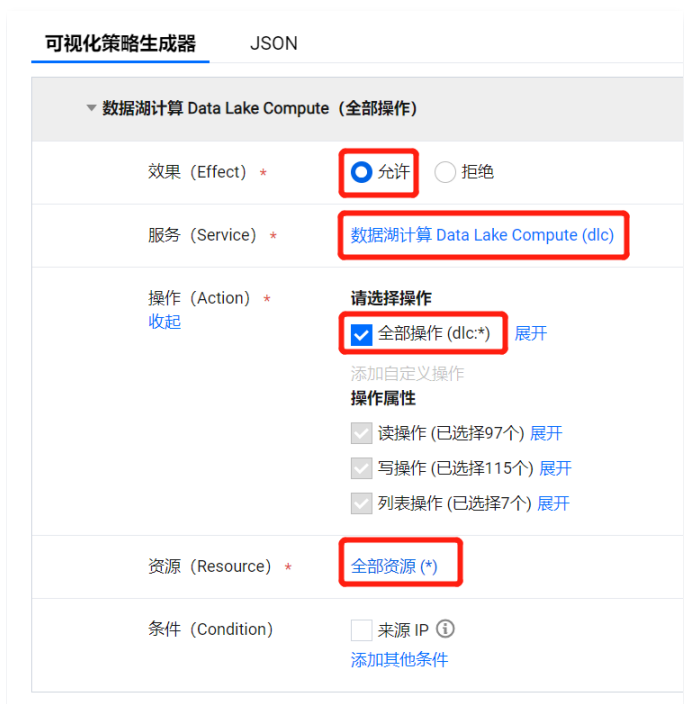 可视化策略生成器 JSON
数据湖计算 Data Lake Compute（全部操作）
效果（Effect） * 允许 拒绝
服务（Service） * 数据湖计算 Data Lake Compute (dlc)
操作（Action） * 请选择操作
收起
全部操作 (dlc:*) 展开
添加自定义操作
操作属性
读操作 (已选择97个) 展开
写操作 (已选择115个) 展开
列表操作 (已选择7个) 展开
资源（Resource） * 全部资源 (*)
条件（Condition） 来源 IP
添加其他条件